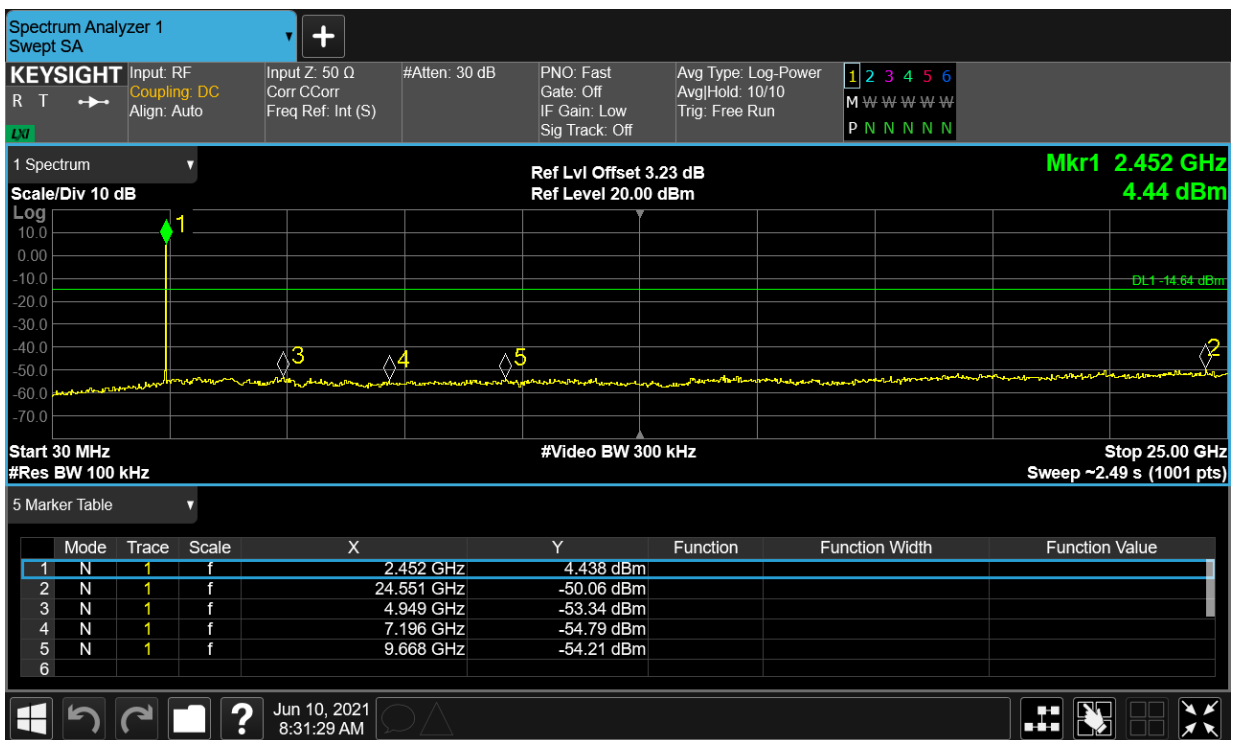 Spectrum Analyzer 1
Swept SA
+
KEYSIGHT
R T
LXI
Input: RF
Coupling: DC
Align: Auto
Input Z: 50 Ω
Corr CCorr
Freq Ref: Int (S)
#Atten: 30 dB
PNO: Fast
Gate: Off
IF Gain: Low
Sig Track: Off
Avg Type: Log-Power
Avg|Hold: 10/10
Trig: Free Run
1 2 3 4 5 6
M W W W W W
P N N N N N
1 Spectrum
Scale/Div 10 dB
Ref Lvl Offset 3.23 dB
Ref Level 20.00 dBm
Mkr1 2.452 GHz
4.44 dBm
Log
10.0
0.00
-10.0
-20.0
-30.0
-40.0
-50.0
-60.0
-70.0
1
DL1 -14.64 dBm
3
4
5
2
Start 30 MHz
#Video BW 300 kHz
Stop 25.00 GHz
#Res BW 100 kHz
Sweep ~2.49 s (1001 pts)
5 Marker Table
Mode Trace Scale X Y Function Function Width Function Value
1 N 1 f 2.452 GHz 4.438 dBm
2 N 1 f 24.551 GHz -50.06 dBm
3 N 1 f 4.949 GHz -53.34 dBm
4 N 1 f 7.196 GHz -54.79 dBm
5 N 1 f 9.668 GHz -54.21 dBm
6
?
Jun 10, 2021
8:31:29 AM